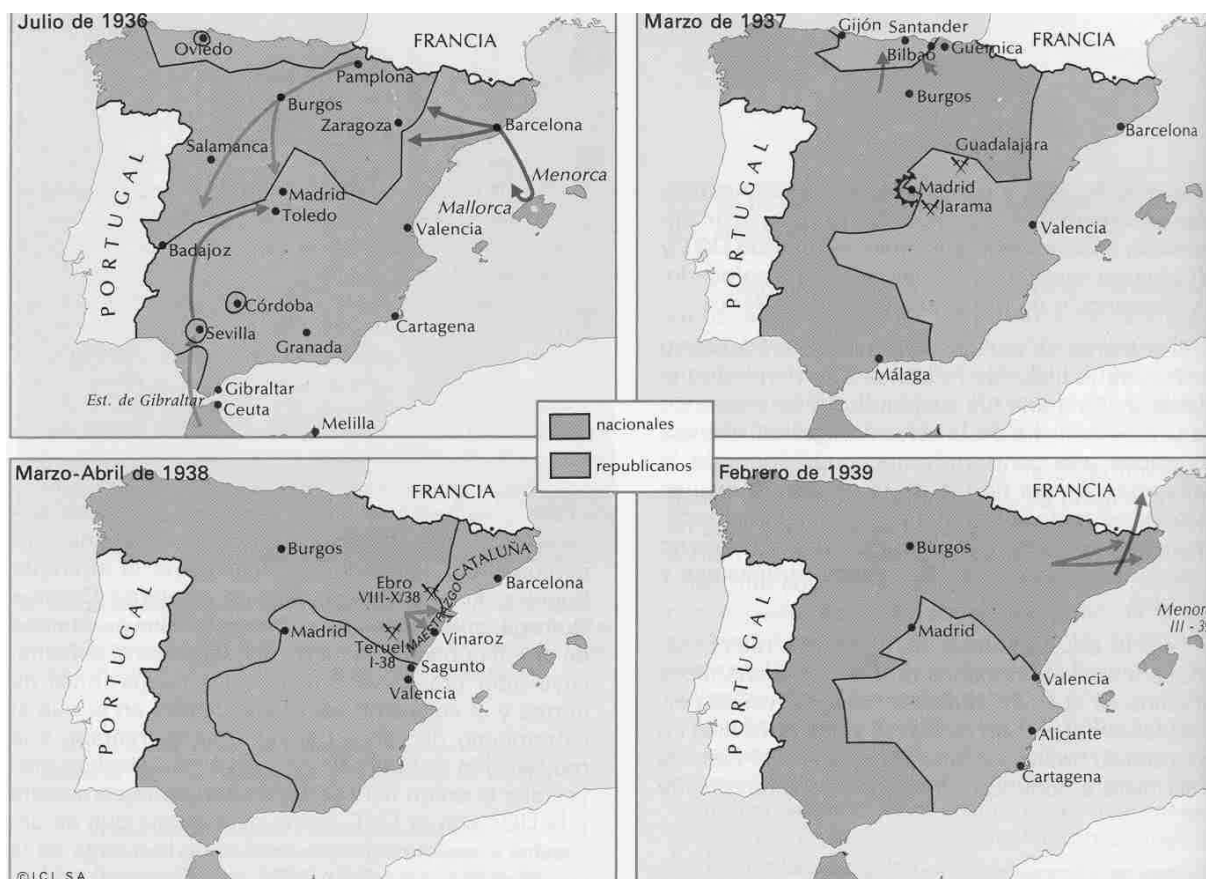 Julio de 1936
Oviedo
FRANCIA
Pamplona
Burgos
Zaragoza
Barcelona
Salamanca
Menorca
Mallorca
Madrid
Toledo
Valencia
Badajoz
PORTUGAL
Córdoba
Sevilla
Granada
Cartagena
Gibraltar
Est. de Gibraltar
Ceuta
Melilla
Marzo de 1937
Gijón
Santander
FRANCIA
Bilbao
Guernica
Burgos
Barcelona
Guadalajara
Madrid
Jarama
Valencia
PORTUGAL
Málaga
nacionales
republicanos
Marzo-Abril de 1938
FRANCIA
Burgos
CATALUÑA
Barcelona
Ebro
VIII-X/38
MAESTRAZGO
Madrid
Vinaroz
Teruel
I-38
Sagunto
Valencia
PORTUGAL
©I.C.I., S.A.
Febrero de 1939
FRANCIA
Burgos
Menor
III - 3
Madrid
Valencia
PORTUGAL
Alicante
Cartagena